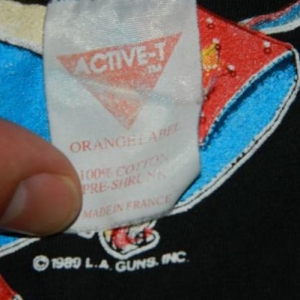 ACTIVE-T
TM
ORANGE LABEL
100% COTTON
PRE-SHRUNK
MADE IN FRANCE
© 1989 L.A. GUNS, INC.